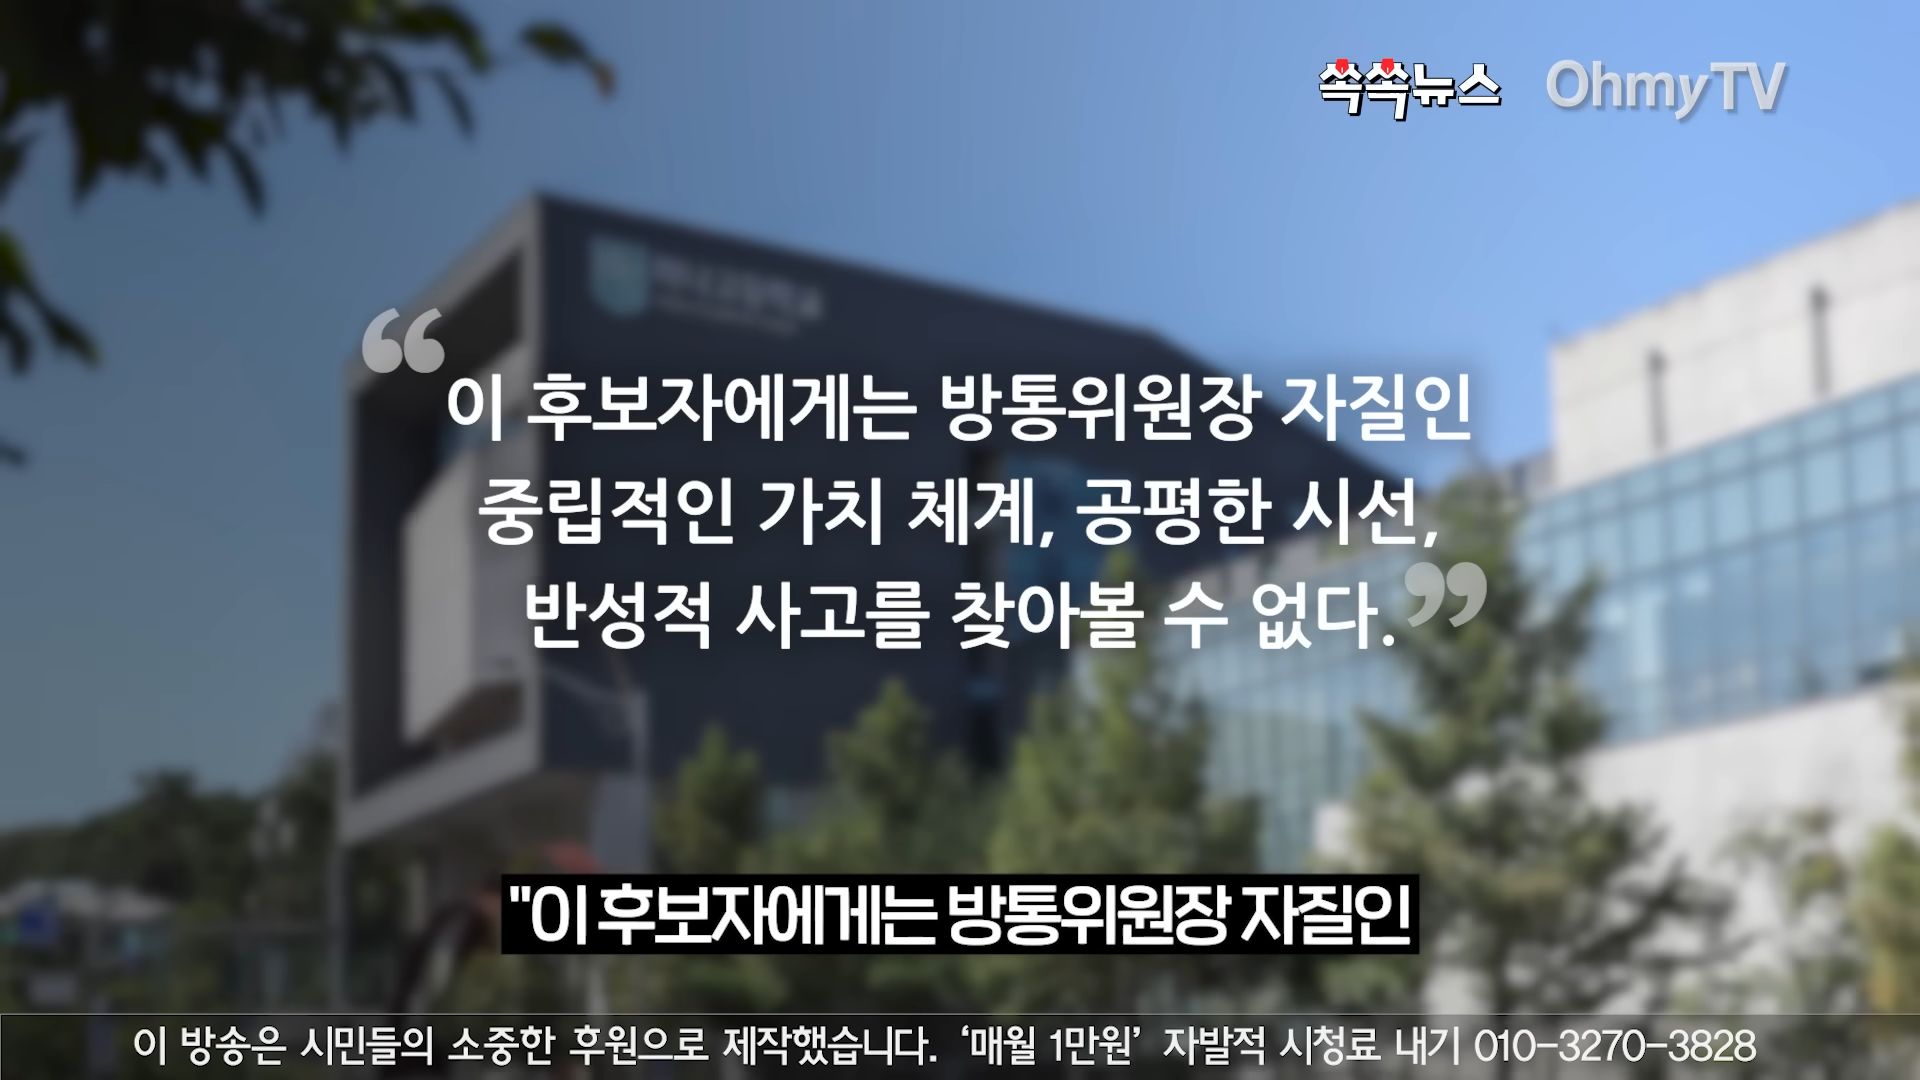 쏙쏙뉴스 OhmyTV
“이 후보자에게는 방통위원장 자질인
중립적인 가치 체계, 공평한 시선,
반성적 사고를 찾아볼 수 없다.”
"이 후보자에게는 방통위원장 자질인
이 방송은 시민들의 소중한 후원으로 제작했습니다. ‘매월 1만원’ 자발적 시청료 내기 010-3270-3828